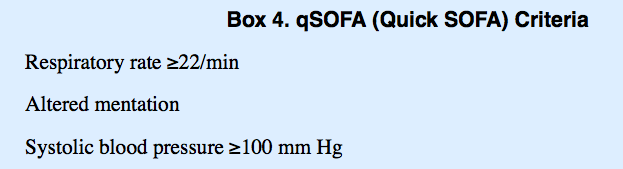 Box 4. qSOFA (Quick SOFA) Criteria
Respiratory rate ≥22/min
Altered mentation
Systolic blood pressure ≥100 mm Hg